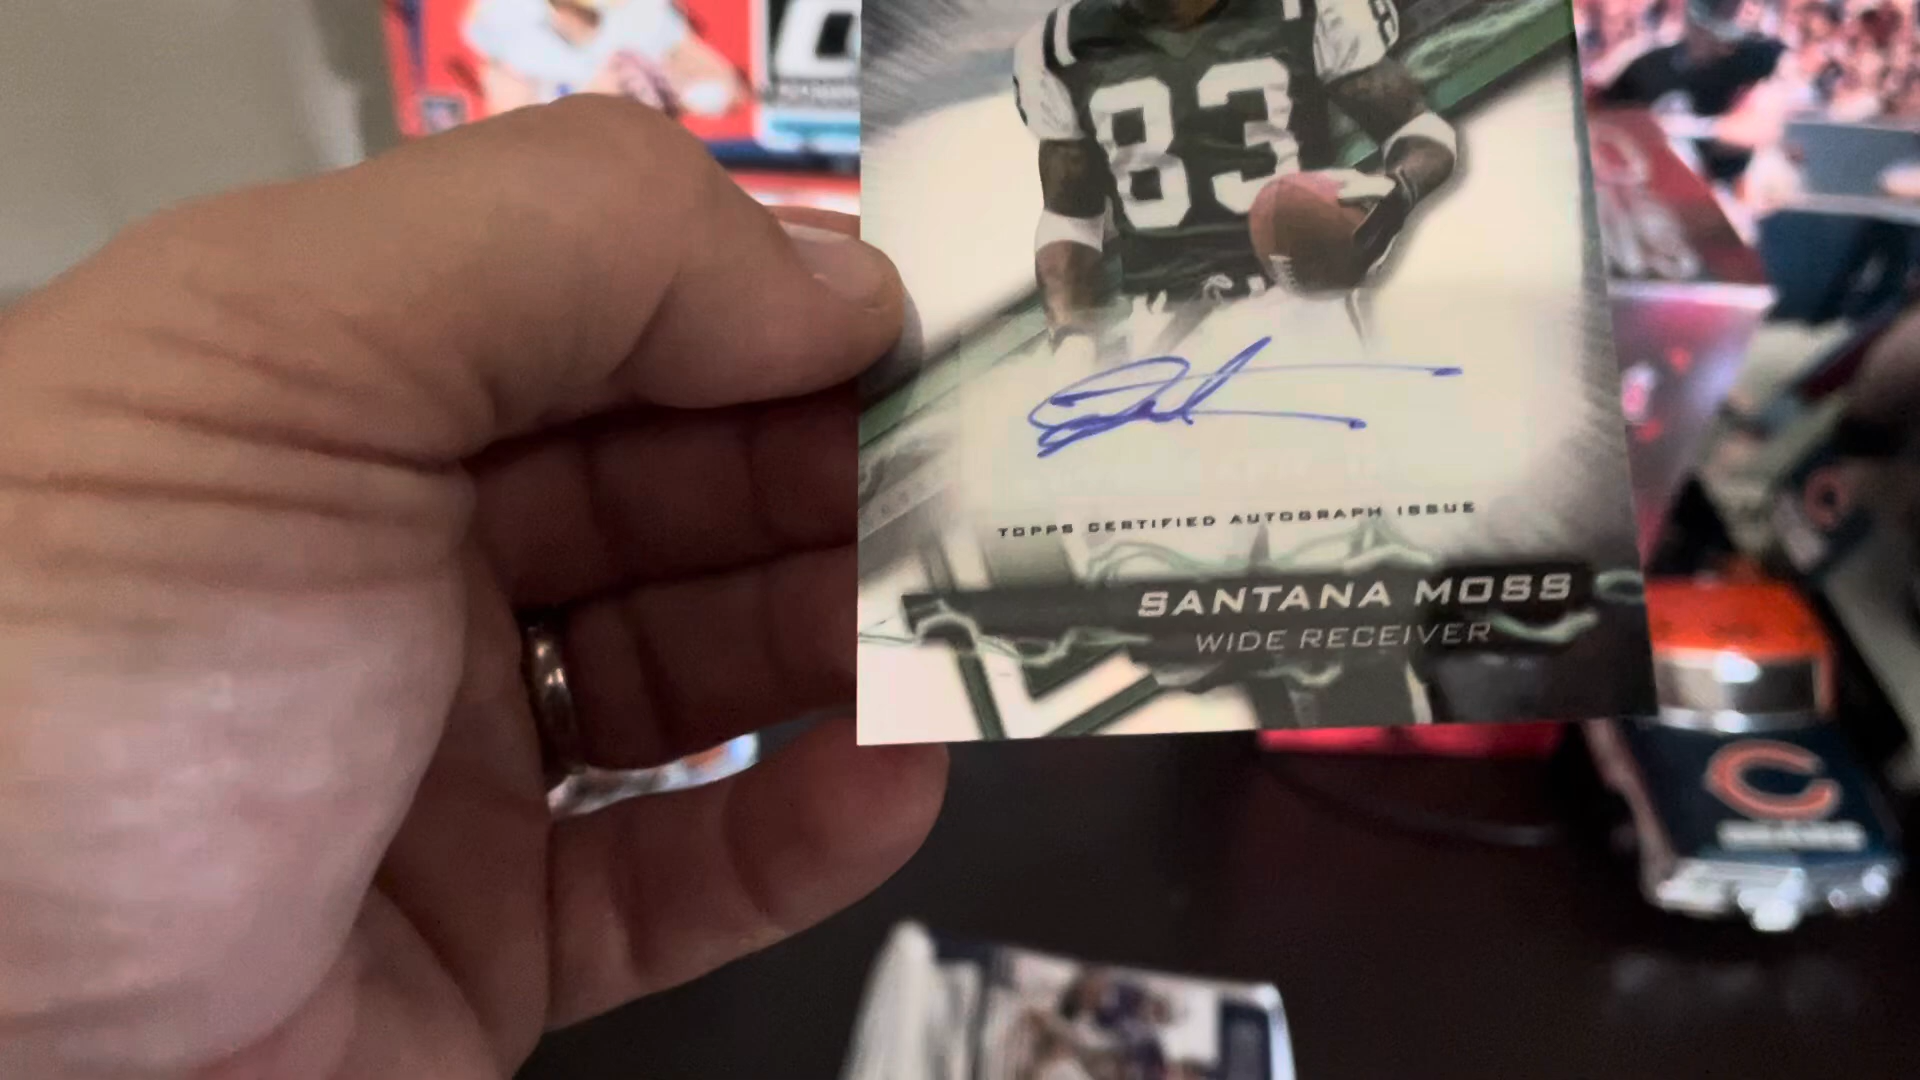 83
TOPPS CERTIFIED AUTOGRAPH ISSUE
SANTANA MOSS
WIDE RECEIVER